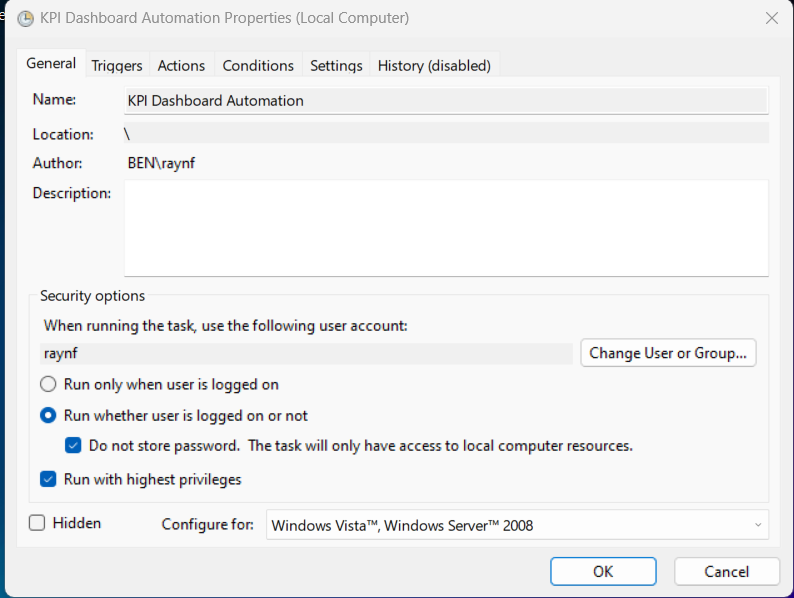 KPI Dashboard Automation Properties (Local Computer)
General Triggers Actions Conditions Settings History (disabled)
Name: KPI Dashboard Automation
Location: \
Author: BEN\raynf
Description:
Security options
When running the task, use the following user account:
raynf Change User or Group...
Run only when user is logged on
Run whether user is logged on or not
Do not store password. The task will only have access to local computer resources.
Run with highest privileges
Hidden Configure for: Windows Vista™, Windows Server™ 2008
OK Cancel